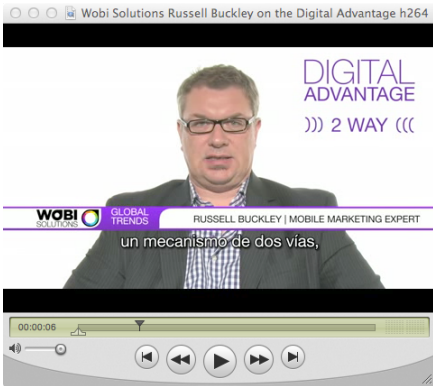 Wobi Solutions Russell Buckley on the Digital Advantage h264
DIGITAL
ADVANTAGE
))) 2 WAY (((
WOBI
SOLUTIONS
GLOBAL
TRENDS
RUSSELL BUCKLEY | MOBILE MARKETING EXPERT
un mecanismo de dos vías,
00:00:06